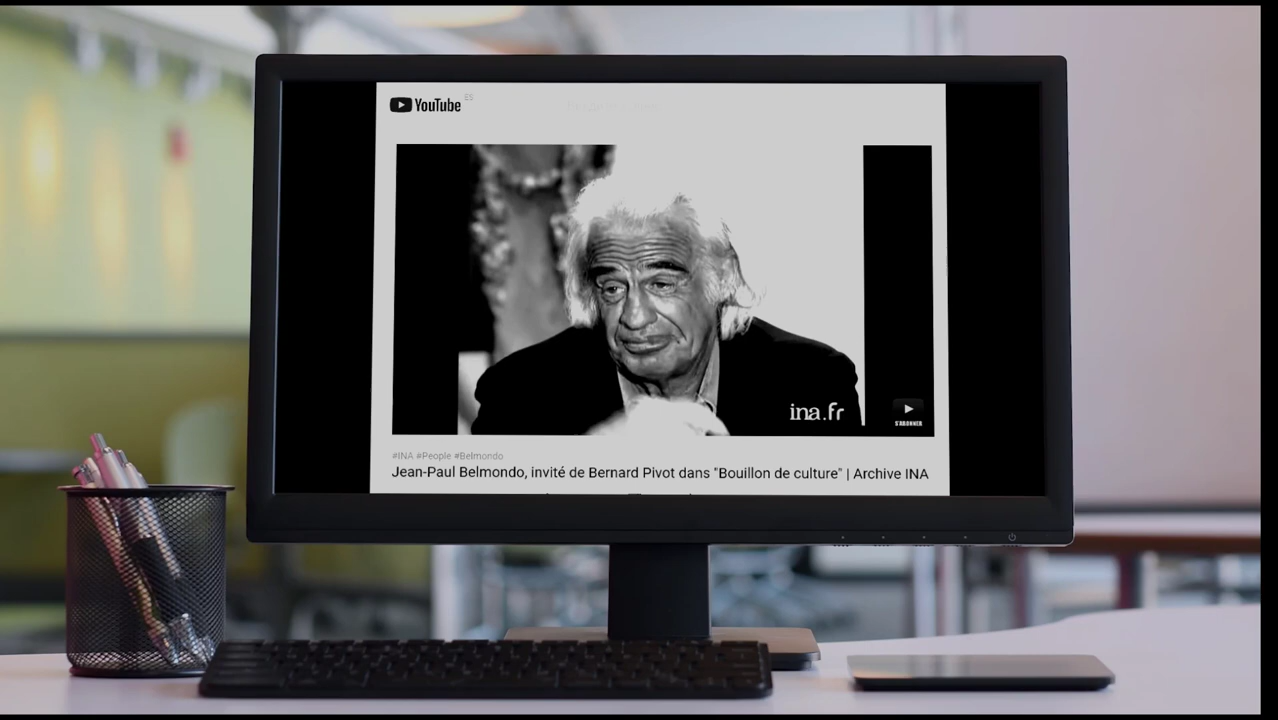 YouTube ES
ina.fr
S'ABONNER
#INA #People #Belmondo
Jean-Paul Belmondo, invité de Bernard Pivot dans "Bouillon de culture" | Archive INA